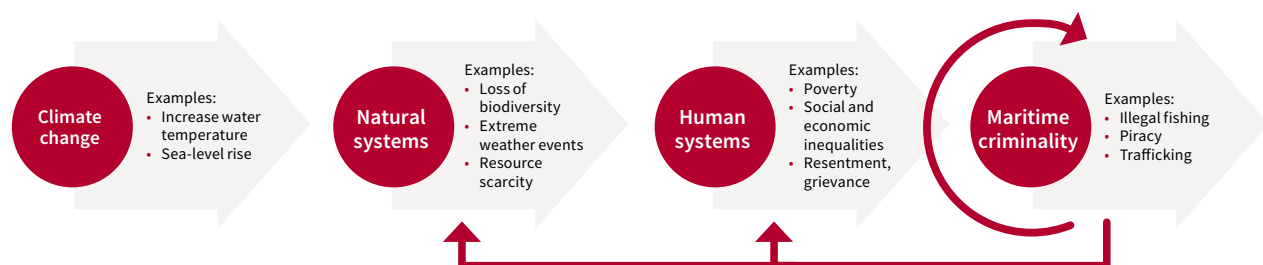 Climate
change
Examples:
• Increase water
temperature
• Sea-level rise
Natural
systems
Examples:
• Loss of
biodiversity
• Extreme
weather events
• Resource
scarcity
Human
systems
Examples:
• Poverty
• Social and
economic
inequalities
• Resentment,
grievance
Maritime
criminality
Examples:
• Illegal fishing
• Piracy
• Trafficking